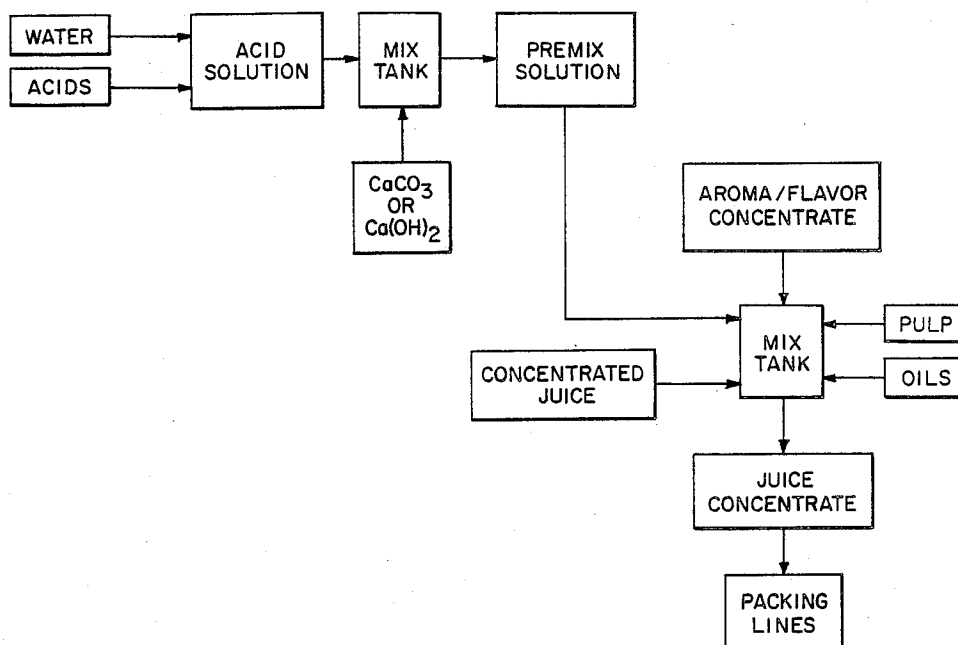 WATER
ACIDS
ACID
SOLUTION
MIX
TANK
PREMIX
SOLUTION
CaCO3
OR
Ca(OH)2
AROMA/FLAVOR
CONCENTRATE
MIX
TANK
PULP
OILS
CONCENTRATED
JUICE
JUICE
CONCENTRATE
PACKING
LINES